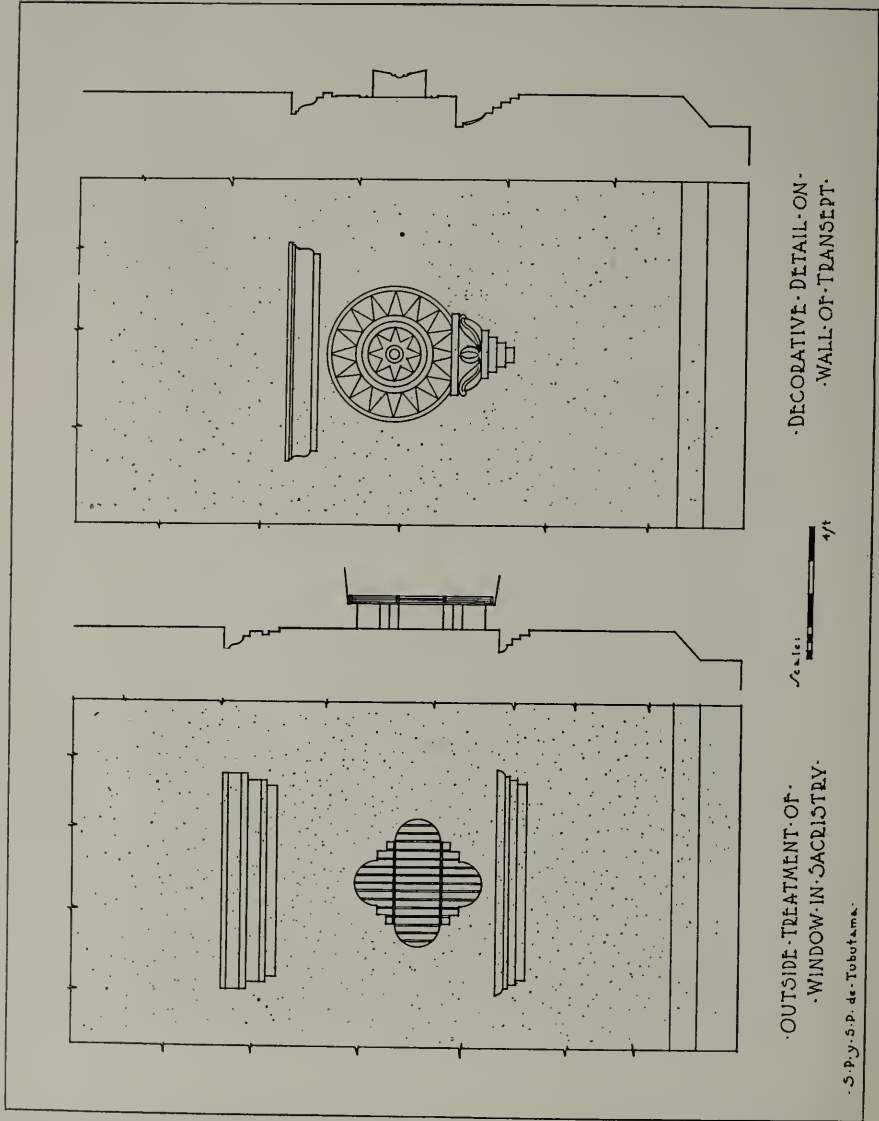 ·OUTSIDE·TREATMENT·OF·
·WINDOW·IN·SACRISTRY·
Scale:
4ft
·DECORATIVE·DETAIL·ON·
·WALL·OF·TRANSEPT·
·S·P·y·S·P· de·Tubutama·